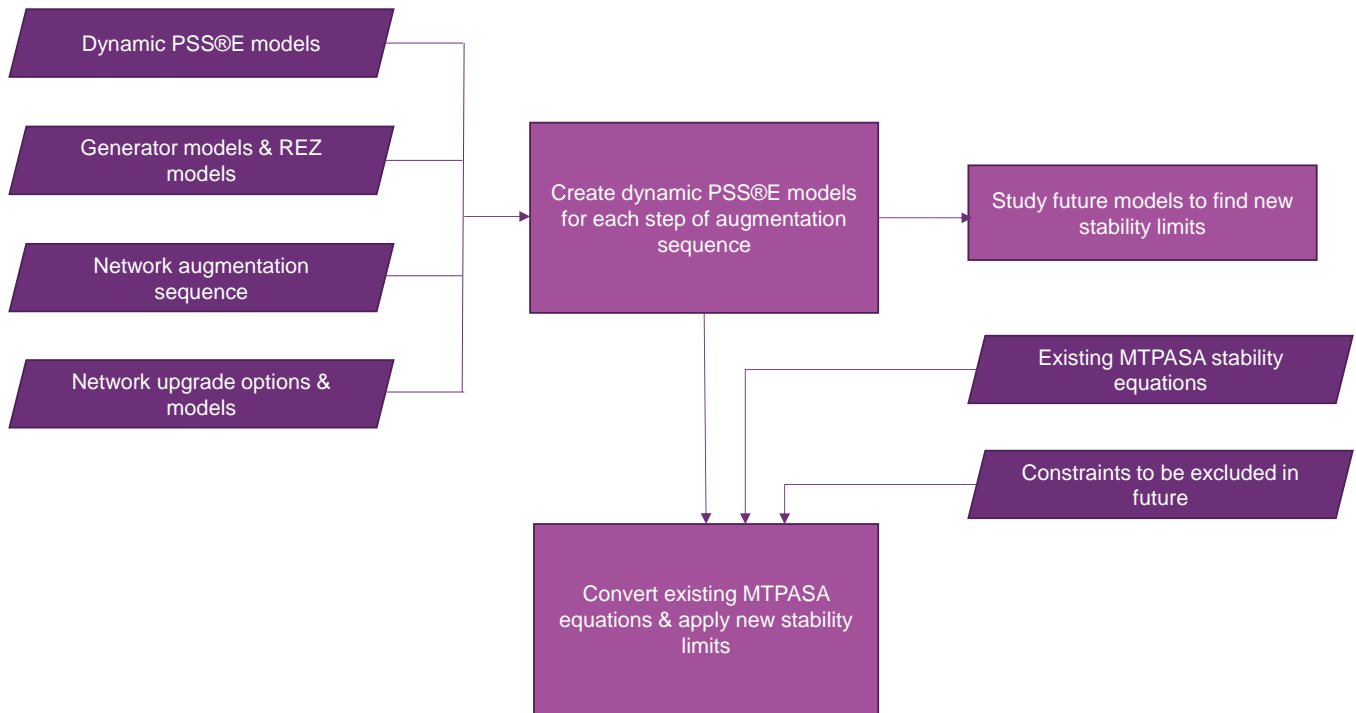 Dynamic PSS®E models
Generator models & REZ
models
Network augmentation
sequence
Network upgrade options &
models
Create dynamic PSS®E models
for each step of augmentation
sequence
Study future models to find new
stability limits
Existing MTPASA stability
equations
Constraints to be excluded in
future
Convert existing MTPASA
equations & apply new stability
limits